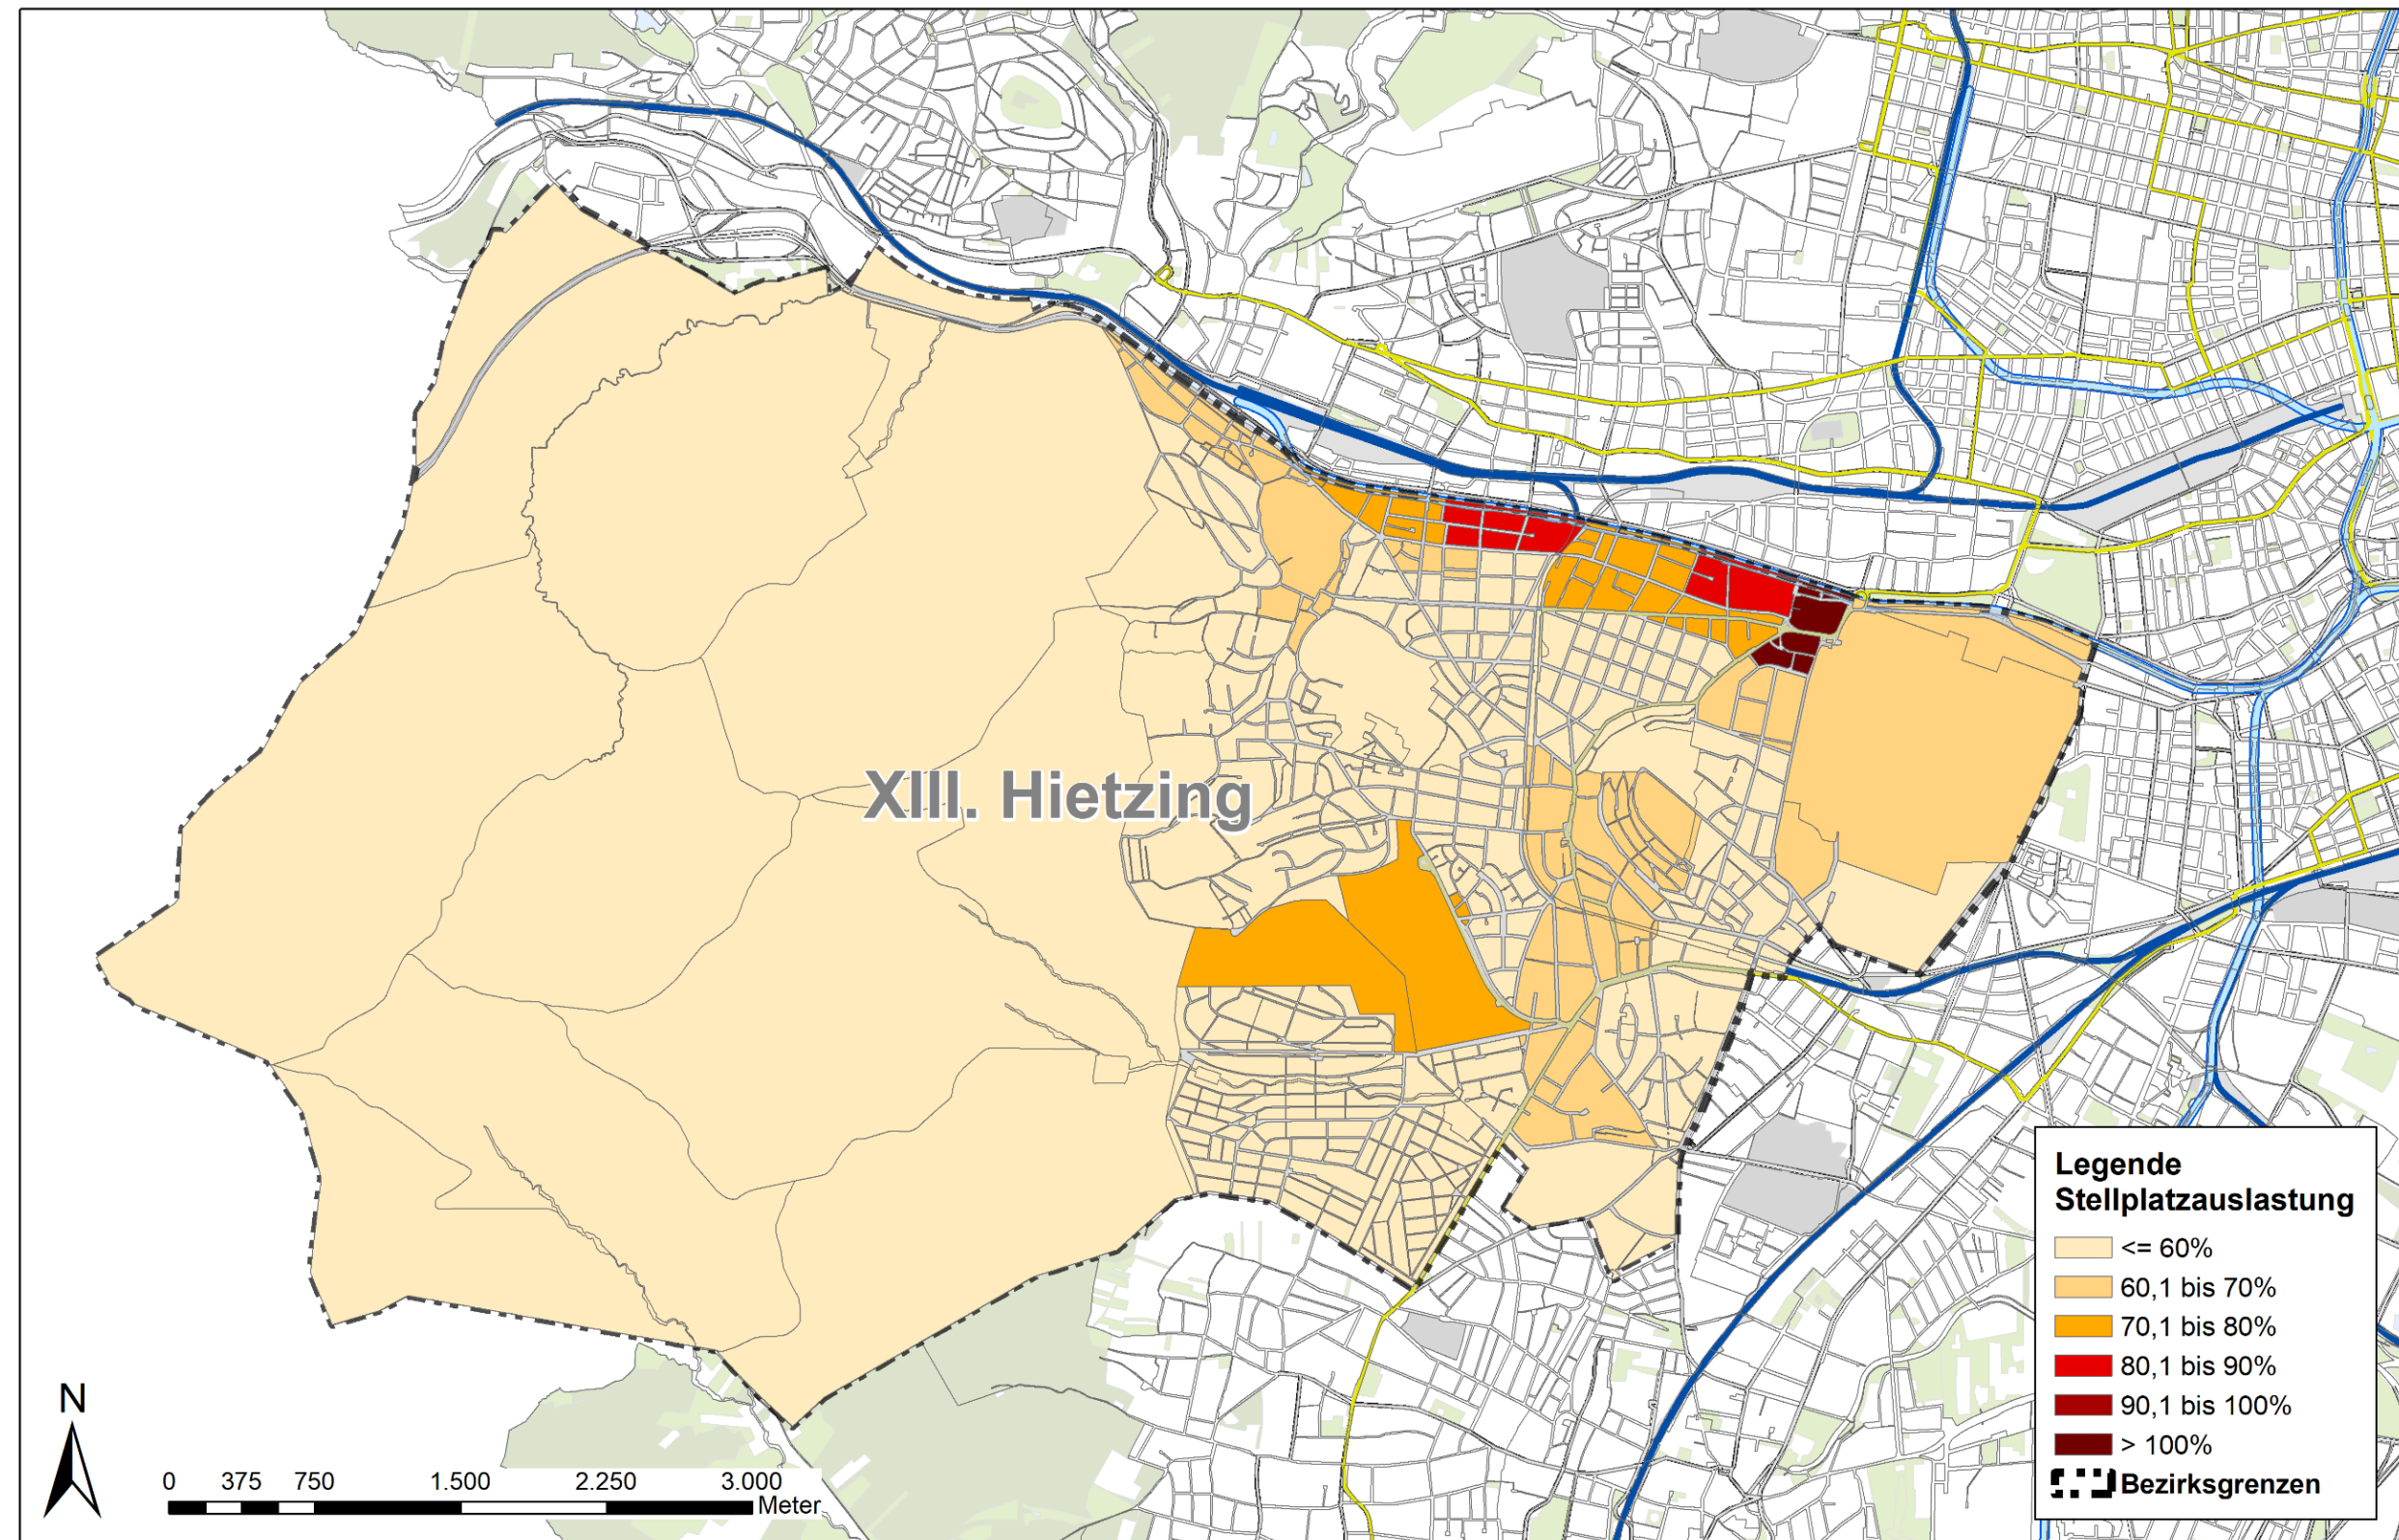 XIII. Hietzing
Legende
Stellplatzauslastung
<= 60%
60,1 bis 70%
70,1 bis 80%
80,1 bis 90%
90,1 bis 100%
> 100%
Bezirksgrenzen
N
0 375 750 1.500 2.250 3.000
Meter